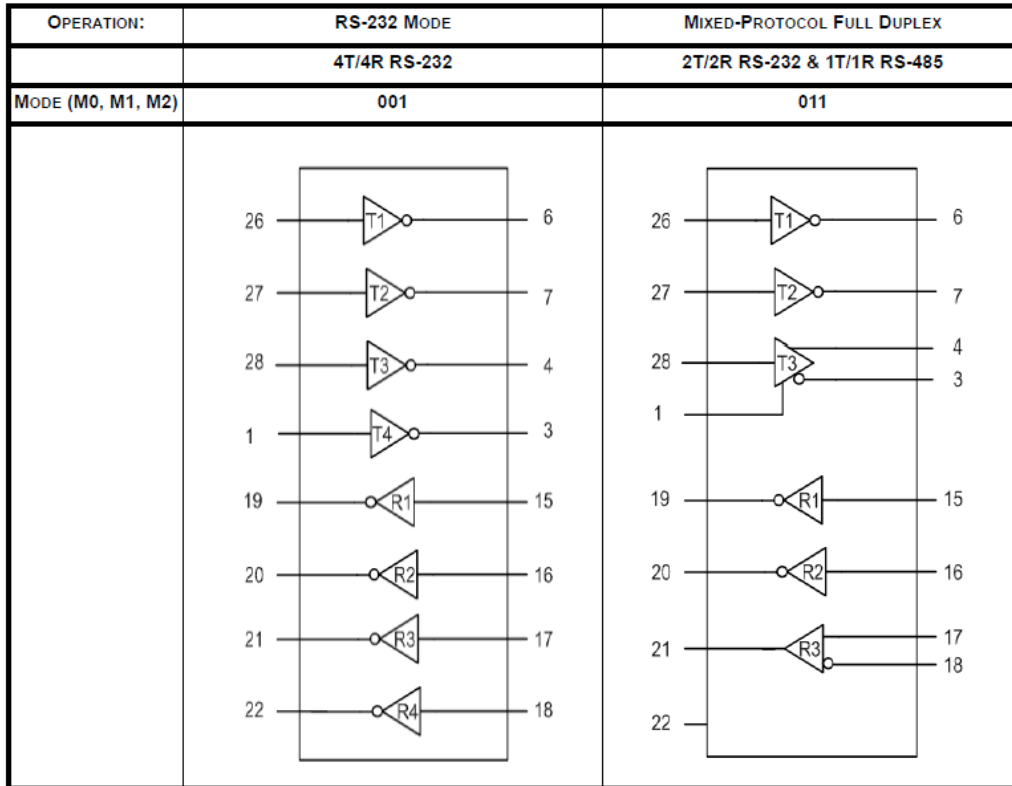 OPERATION: RS-232 MODE MIXED-PROTOCOL FULL DUPLEX
4T/4R RS-232 2T/2R RS-232 & 1T/1R RS-485
MODE (M0, M1, M2) 001 011
26 T1 6
27 T2 7
28 T3 4
1 T4 3
19 R1 15
20 R2 16
21 R3 17
22 R4 18
26 T1 6
27 T2 7
4
28 T3
3
1
19 R1 15
20 R2 16
17
21 R3
18
22